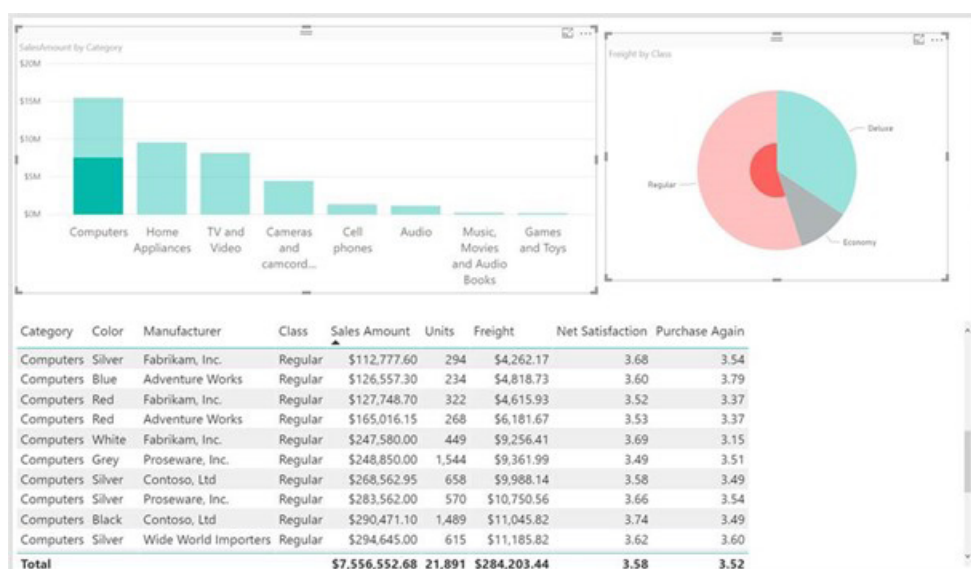 SalesAmount by Category
$20M
$15M
$10M
$5M
$0M
Computers
Home
Appliances
TV and
Video
Cameras
and
camcord...
Cell
phones
Audio
Music,
Movies
and Audio
Books
Games
and Toys
Freight by Class
Deluxe
Regular
Economy
Category Color Manufacturer Class Sales Amount Units Freight Net Satisfaction Purchase Again
Computers Silver Fabrikam, Inc. Regular $112,777.60 294 $4,262.17 3.68 3.54
Computers Blue Adventure Works Regular $126,557.30 234 $4,818.73 3.60 3.79
Computers Red Fabrikam, Inc. Regular $127,748.70 322 $4,615.93 3.52 3.37
Computers Red Adventure Works Regular $165,016.15 268 $6,181.67 3.53 3.37
Computers White Fabrikam, Inc. Regular $247,580.00 449 $9,256.41 3.69 3.15
Computers Grey Proseware, Inc. Regular $248,850.00 1,544 $9,361.99 3.49 3.51
Computers Silver Contoso, Ltd Regular $268,562.95 658 $9,988.14 3.58 3.49
Computers Silver Proseware, Inc. Regular $283,562.00 570 $10,750.56 3.66 3.54
Computers Black Contoso, Ltd Regular $290,471.10 1,489 $11,045.82 3.74 3.49
Computers Silver Wide World Importers Regular $294,645.00 615 $11,185.82 3.62 3.60
Total $7,556,552.68 21,891 $284,203.44 3.58 3.52